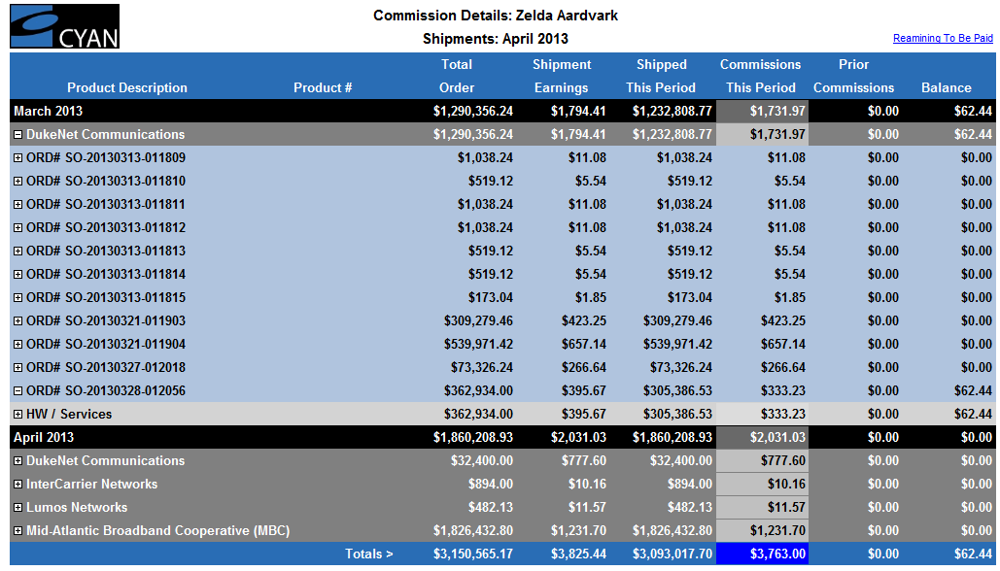 CYAN
Commission Details: Zelda Aardvark
Shipments: April 2013
Reamining To Be Paid
Total Shipment Shipped Commissions Prior
Product Description Product # Order Earnings This Period This Period Commissions Balance
March 2013 $1,290,356.24 $1,794.41 $1,232,808.77 $1,731.97 $0.00 $62.44
DukeNet Communications $1,290,356.24 $1,794.41 $1,232,808.77 $1,731.97 $0.00 $62.44
ORD# SO-20130313-011809 $1,038.24 $11.08 $1,038.24 $11.08 $0.00 $0.00
ORD# SO-20130313-011810 $519.12 $5.54 $519.12 $5.54 $0.00 $0.00
ORD# SO-20130313-011811 $1,038.24 $11.08 $1,038.24 $11.08 $0.00 $0.00
ORD# SO-20130313-011812 $1,038.24 $11.08 $1,038.24 $11.08 $0.00 $0.00
ORD# SO-20130313-011813 $519.12 $5.54 $519.12 $5.54 $0.00 $0.00
ORD# SO-20130313-011814 $519.12 $5.54 $519.12 $5.54 $0.00 $0.00
ORD# SO-20130313-011815 $173.04 $1.85 $173.04 $1.85 $0.00 $0.00
ORD# SO-20130321-011903 $309,279.46 $423.25 $309,279.46 $423.25 $0.00 $0.00
ORD# SO-20130321-011904 $539,971.42 $657.14 $539,971.42 $657.14 $0.00 $0.00
ORD# SO-20130327-012018 $73,326.24 $266.64 $73,326.24 $266.64 $0.00 $0.00
ORD# SO-20130328-012056 $362,934.00 $395.67 $305,386.53 $333.23 $0.00 $62.44
HW / Services $362,934.00 $395.67 $305,386.53 $333.23 $0.00 $62.44
April 2013 $1,860,208.93 $2,031.03 $1,860,208.93 $2,031.03 $0.00 $0.00
DukeNet Communications $32,400.00 $777.60 $32,400.00 $777.60 $0.00 $0.00
InterCarrier Networks $894.00 $10.16 $894.00 $10.16 $0.00 $0.00
Lumos Networks $482.13 $11.57 $482.13 $11.57 $0.00 $0.00
Mid-Atlantic Broadband Cooperative (MBC) $1,826,432.80 $1,231.70 $1,826,432.80 $1,231.70 $0.00 $0.00
Totals > $3,150,565.17 $3,825.44 $3,093,017.70 $3,763.00 $0.00 $62.44